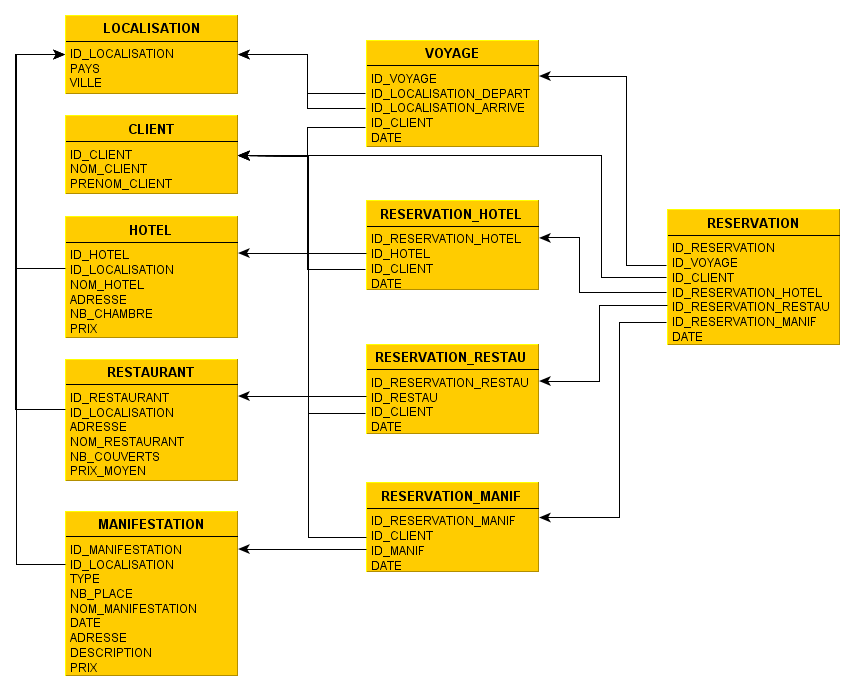 LOCALISATION
ID_LOCALISATION
PAYS
VILLE
CLIENT
ID_CLIENT
NOM_CLIENT
PRENOM_CLIENT
HOTEL
ID_HOTEL
ID_LOCALISATION
NOM_HOTEL
ADRESSE
NB_CHAMBRE
PRIX
RESTAURANT
ID_RESTAURANT
ID_LOCALISATION
ADRESSE
NOM_RESTAURANT
NB_COUVERTS
PRIX_MOYEN
MANIFESTATION
ID_MANIFESTATION
ID_LOCALISATION
TYPE
NB_PLACE
NOM_MANIFESTATION
DATE
ADRESSE
DESCRIPTION
PRIX
VOYAGE
ID_VOYAGE
ID_LOCALISATION_DEPART
ID_LOCALISATION_ARRIVE
ID_CLIENT
DATE
RESERVATION_HOTEL
ID_RESERVATION_HOTEL
ID_HOTEL
ID_CLIENT
DATE
RESERVATION_RESTAU
ID_RESERVATION_RESTAU
ID_RESTAU
ID_CLIENT
DATE
RESERVATION_MANIF
ID_RESERVATION_MANIF
ID_CLIENT
ID_MANIF
DATE
RESERVATION
ID_RESERVATION
ID_VOYAGE
ID_CLIENT
ID_RESERVATION_HOTEL
ID_RESERVATION_RESTAU
ID_RESERVATION_MANIF
DATE